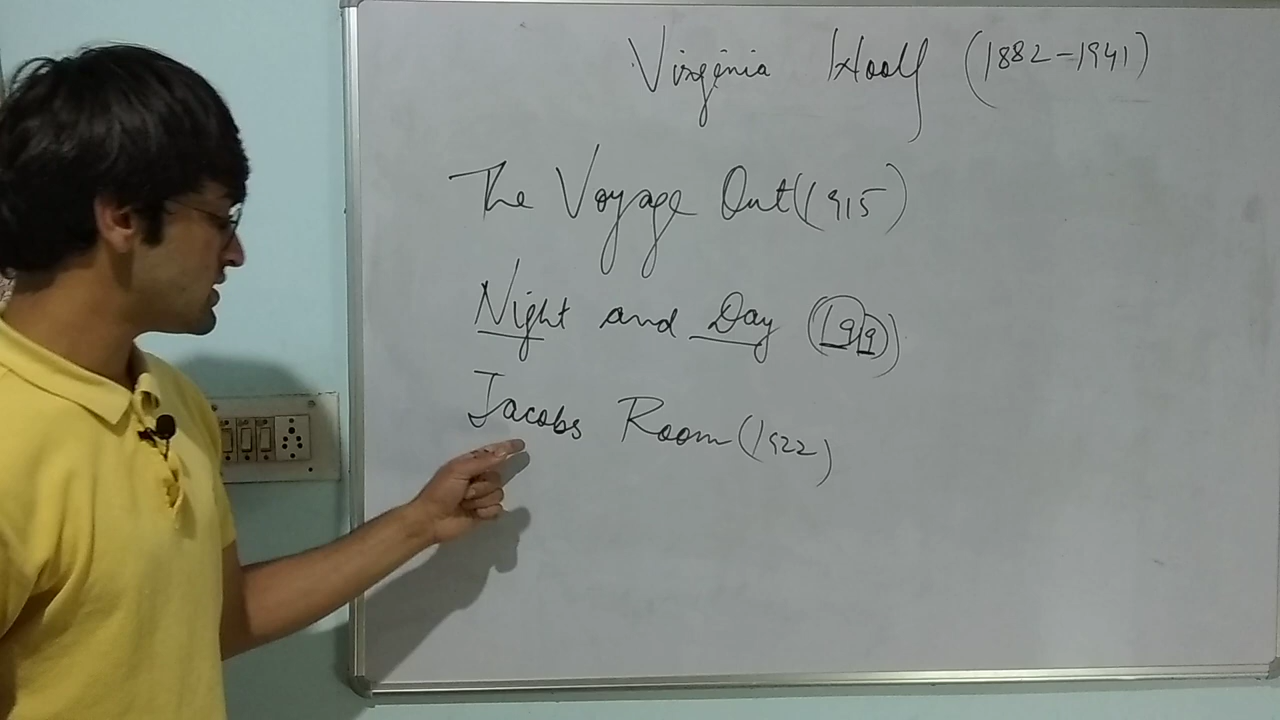 Virginia Woolf (1882-1941)
The Voyage Out (1915)
Night and Day (1919)
Jacobs Room (1922)